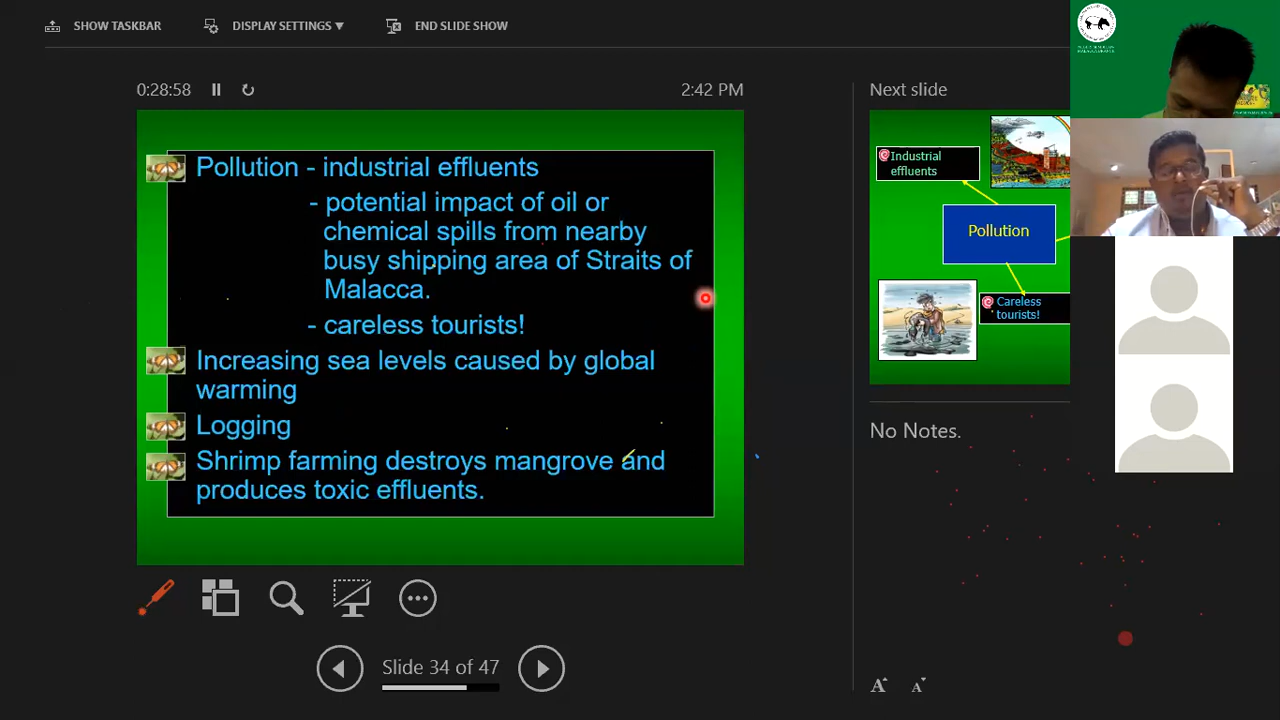 SHOW TASKBAR
DISPLAY SETTINGS ▼
END SLIDE SHOW
0:28:58
2:42 PM
Pollution - industrial effluents
- potential impact of oil or
chemical spills from nearby
busy shipping area of Straits of
Malacca.
- careless tourists!
Increasing sea levels caused by global
warming
Logging
Shrimp farming destroys mangrove and
produces toxic effluents.
Slide 34 of 47
Next slide
Industrial
effluents
Pollution
Careless
tourists!
No Notes.
A A